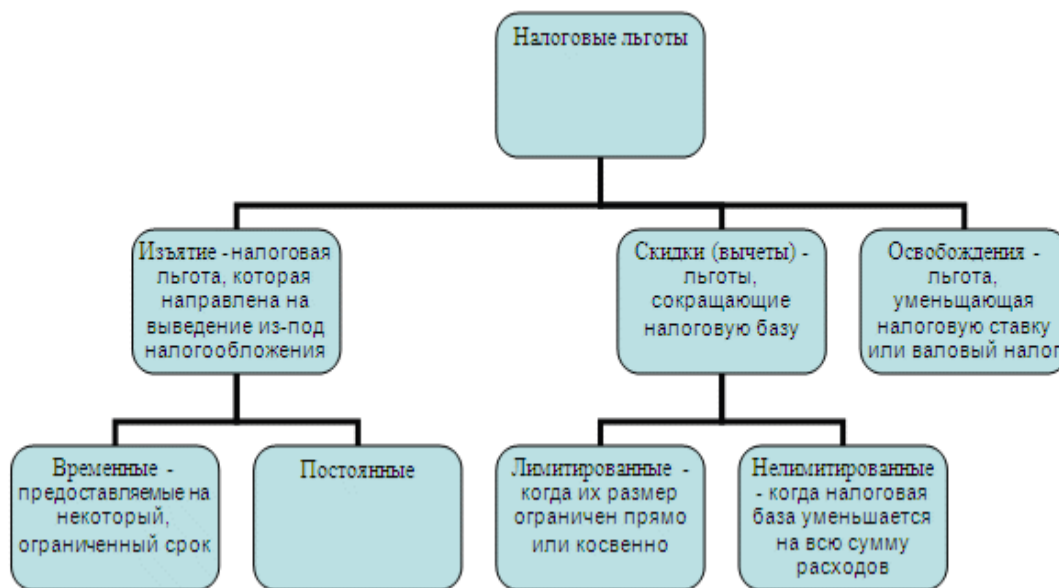 Налоговые льготы
Изъятие - налоговая
льгота, которая
направлена на
выведение из-под
налогообложения
Скидки (вычеты) -
льготы,
сокращающие
налоговую базу
Освобождения -
льгота,
уменьщающая
налоговую ставку
или валовый налог
Временные -
предоставляемые на
некоторый,
ограниченный срок
Постоянные
Лимитированные -
когда их размер
ограничен прямо
или косвенно
Нелимитированные
- когда налоговая
база уменьшается
на всю сумму
расходов